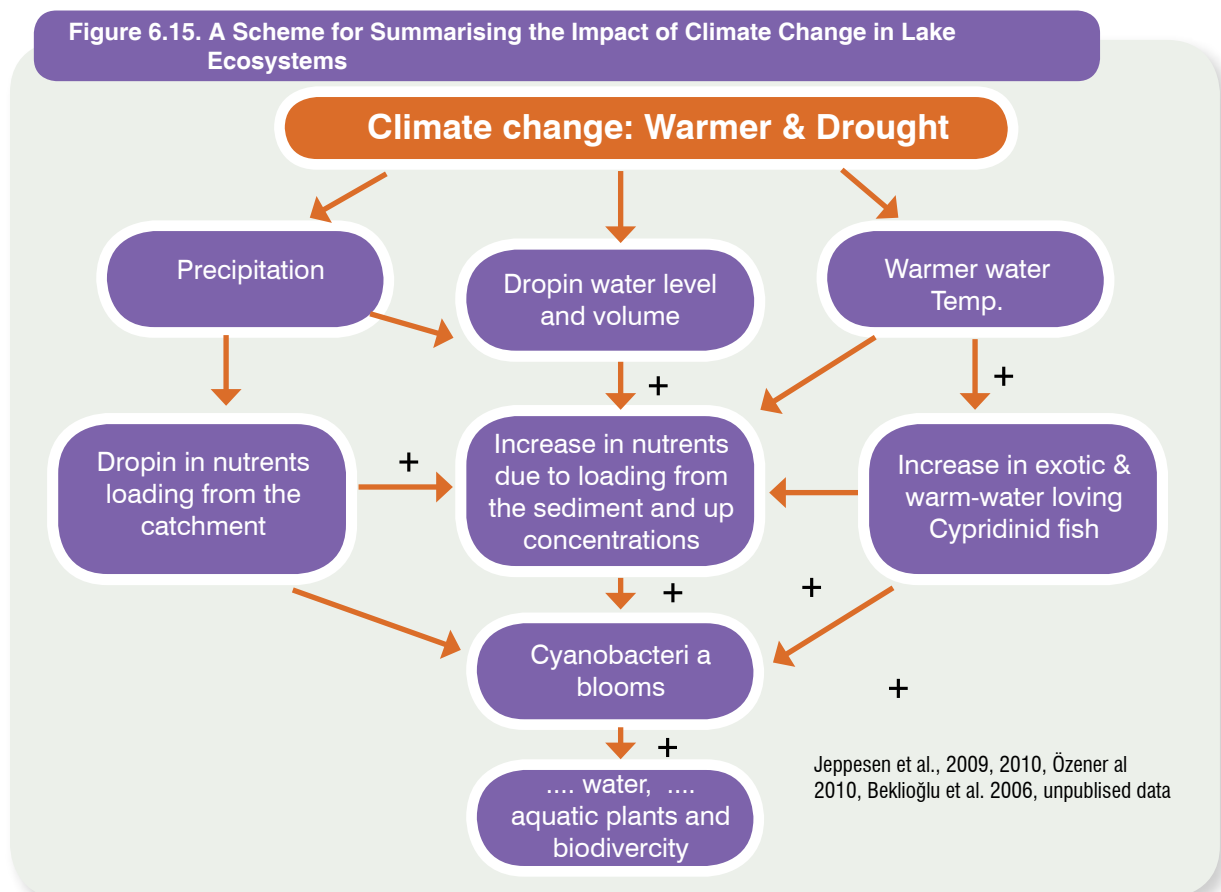 Figure 6.15. A Scheme for Summarising the Impact of Climate Change in Lake
Ecosystems
Climate change: Warmer & Drought
Precipitation
Dropin water level
and volume
Warmer water
Temp.
+
+
Dropin in nutrents
loading from the
catchment
+
Increase in nutrents
due to loading from
the sediment and up
concentrations
Increase in exotic &
warm-water loving
Cypridinid fish
+
+
Cyanobacteri a
blooms
+
+
.... water, ....
aquatic plants and
biodivercity
Jeppesen et al., 2009, 2010, Özener al
2010, Beklioğlu et al. 2006, unpublised data